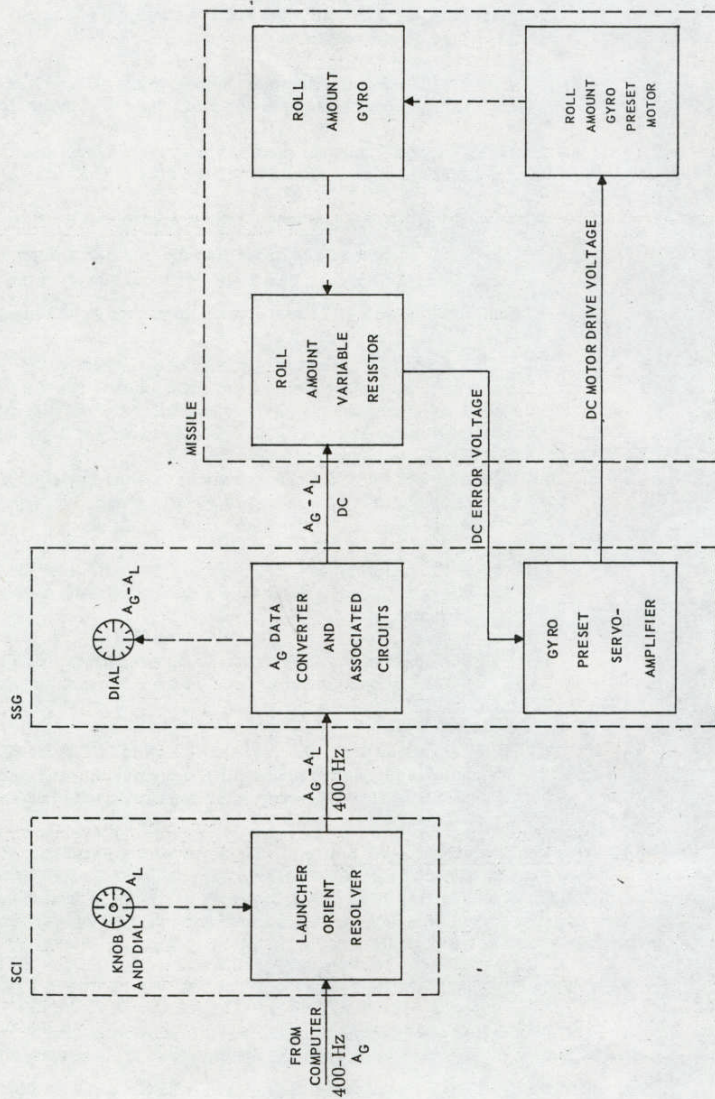 SCI
KNOB
AND DIAL
A_L
FROM
COMPUTER
400-Hz
A_G
LAUNCHER
ORIENT
RESOLVER
A_G - A_L
400-Hz
SSG
DIAL
A_G-A_L
A_G DATA
CONVERTER
AND
ASSOCIATED
CIRCUITS
GYRO
PRESET
SERVO-
AMPLIFIER
A_G - A_L
DC
DC ERROR VOLTAGE
DC MOTOR DRIVE VOLTAGE
MISSILE
ROLL
AMOUNT
VARIABLE
RESISTOR
ROLL
AMOUNT
GYRO
ROLL
AMOUNT
GYRO
PRESET
MOTOR